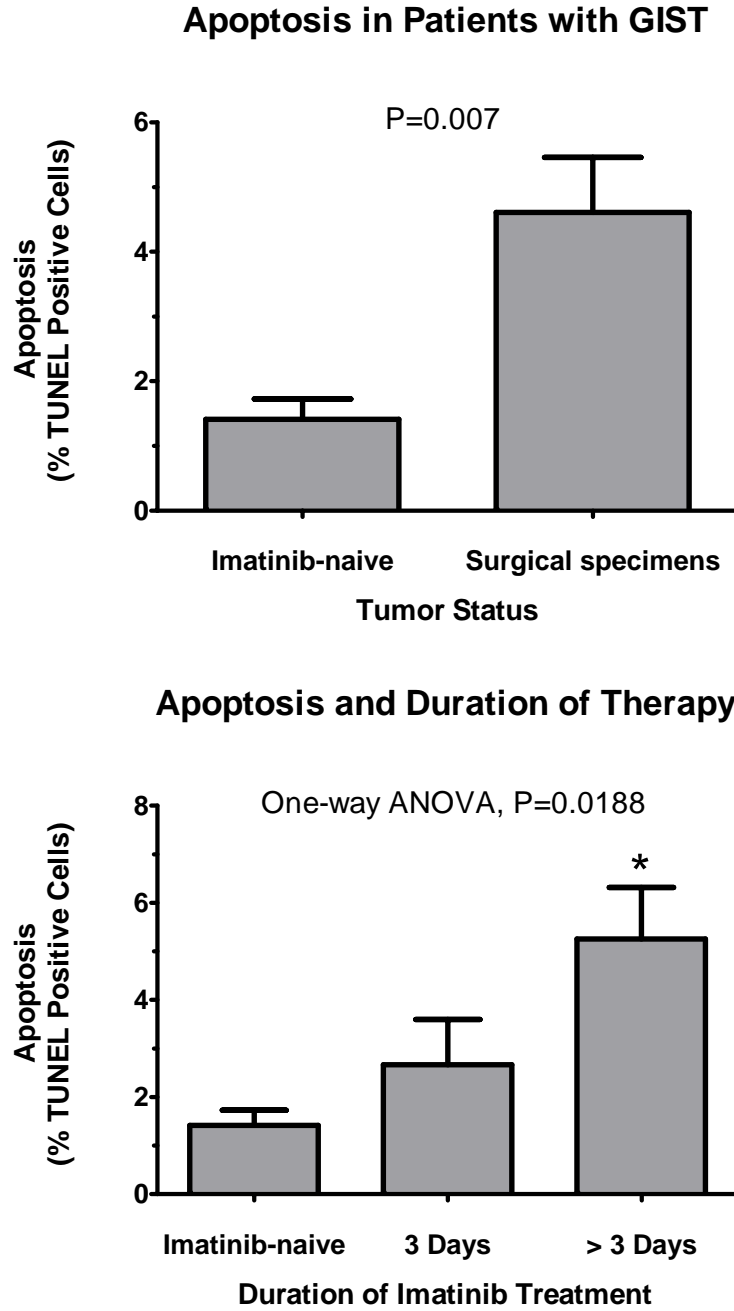 Apoptosis in Patients with GIST
P=0.007
6
4
2
0
Apoptosis
(% TUNEL Positive Cells)
Imatinib-naive Surgical specimens
Tumor Status
Apoptosis and Duration of Therapy
One-way ANOVA, P=0.0188
*
8
6
4
2
0
Apoptosis
(% TUNEL Positive Cells)
Imatinib-naive 3 Days > 3 Days
Duration of Imatinib Treatment